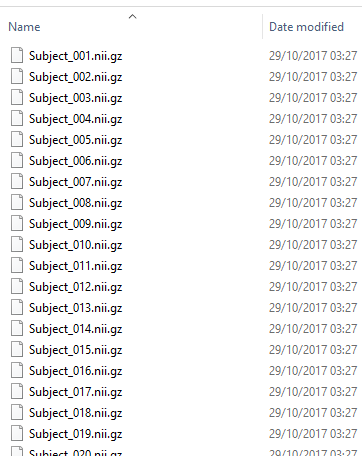 Name Date modified
Subject_001.nii.gz 29/10/2017 03:27
Subject_002.nii.gz 29/10/2017 03:27
Subject_003.nii.gz 29/10/2017 03:27
Subject_004.nii.gz 29/10/2017 03:27
Subject_005.nii.gz 29/10/2017 03:27
Subject_006.nii.gz 29/10/2017 03:27
Subject_007.nii.gz 29/10/2017 03:27
Subject_008.nii.gz 29/10/2017 03:27
Subject_009.nii.gz 29/10/2017 03:27
Subject_010.nii.gz 29/10/2017 03:27
Subject_011.nii.gz 29/10/2017 03:27
Subject_012.nii.gz 29/10/2017 03:27
Subject_013.nii.gz 29/10/2017 03:27
Subject_014.nii.gz 29/10/2017 03:27
Subject_015.nii.gz 29/10/2017 03:27
Subject_016.nii.gz 29/10/2017 03:27
Subject_017.nii.gz 29/10/2017 03:27
Subject_018.nii.gz 29/10/2017 03:27
Subject_019.nii.gz 29/10/2017 03:27
Subject_020.nii.gz 29/10/2017 03:27